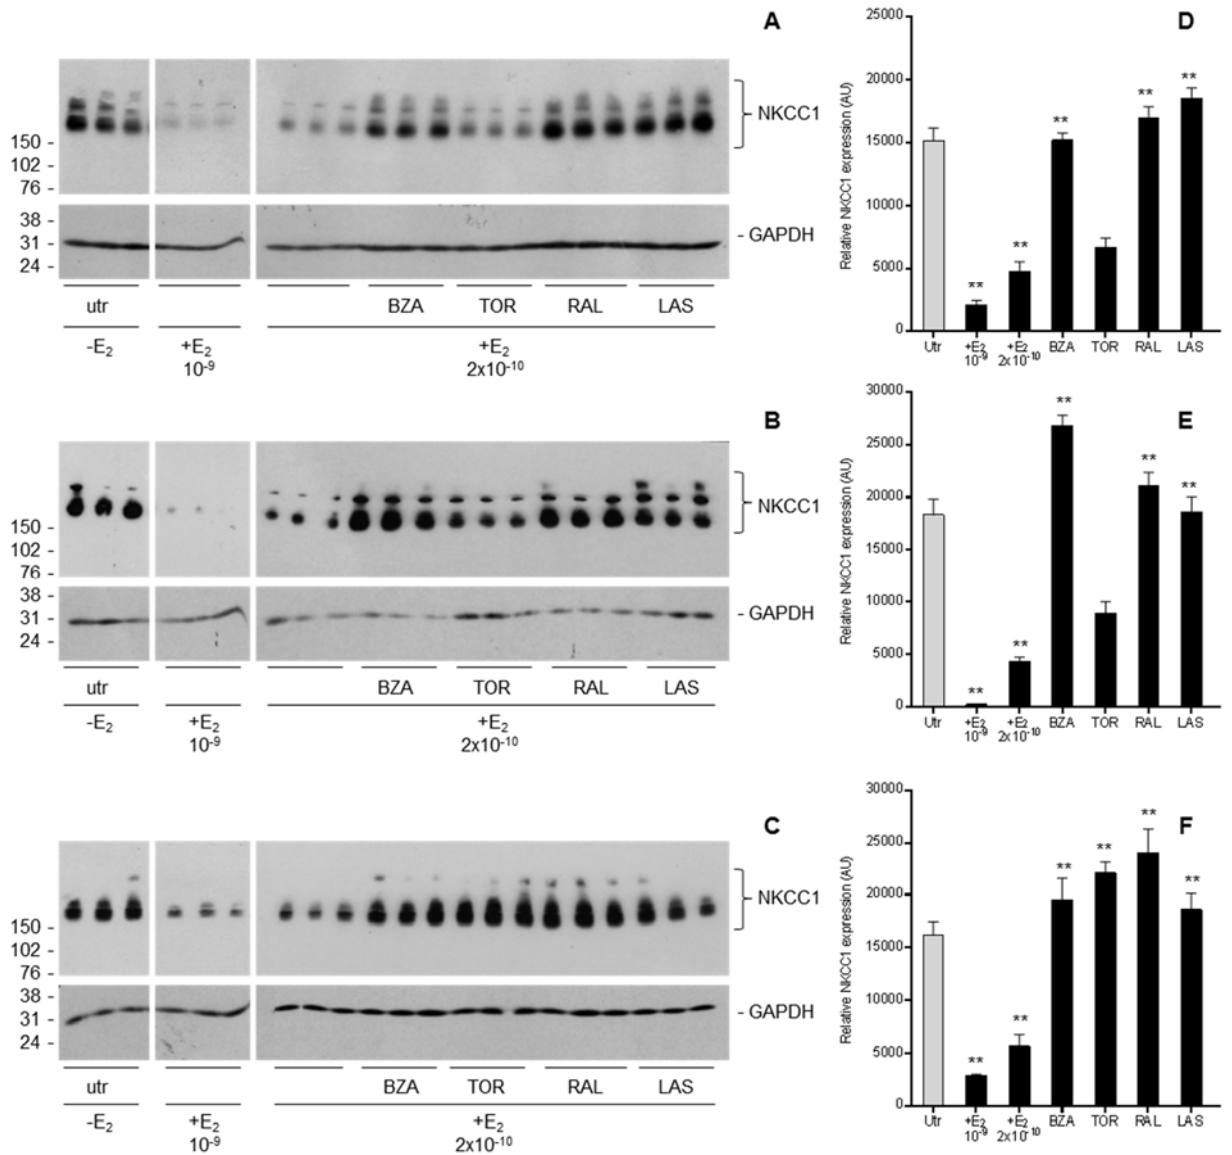 A
NKCC1
150 -
102 -
76 -
38 -
31 -
24 -
- GAPDH
utr
BZA TOR RAL LAS
-E₂
+E₂
10⁻⁹
+E₂
2x10⁻¹⁰
D
Relative NKCC1 expression (AU)
25000
20000
15000
10000
5000
0
** ** ** ** **
Utr +E₂ 10⁻⁹ +E₂ 2x10⁻¹⁰ BZA TOR RAL LAS
B
NKCC1
150 -
102 -
76 -
38 -
31 -
24 -
- GAPDH
utr
BZA TOR RAL LAS
-E₂
+E₂
10⁻⁹
+E₂
2x10⁻¹⁰
E
Relative NKCC1 expression (AU)
30000
25000
20000
15000
10000
5000
0
** ** ** ** **
Utr +E₂ 10⁻⁹ +E₂ 2x10⁻¹⁰ BZA TOR RAL LAS
C
NKCC1
150 -
102 -
76 -
38 -
31 -
24 -
- GAPDH
utr
BZA TOR RAL LAS
-E₂
+E₂
10⁻⁹
+E₂
2x10⁻¹⁰
F
Relative NKCC1 expression (AU)
30000
25000
20000
15000
10000
5000
0
** ** ** ** ** **
Utr +E₂ 10⁻⁹ +E₂ 2x10⁻¹⁰ BZA TOR RAL LAS